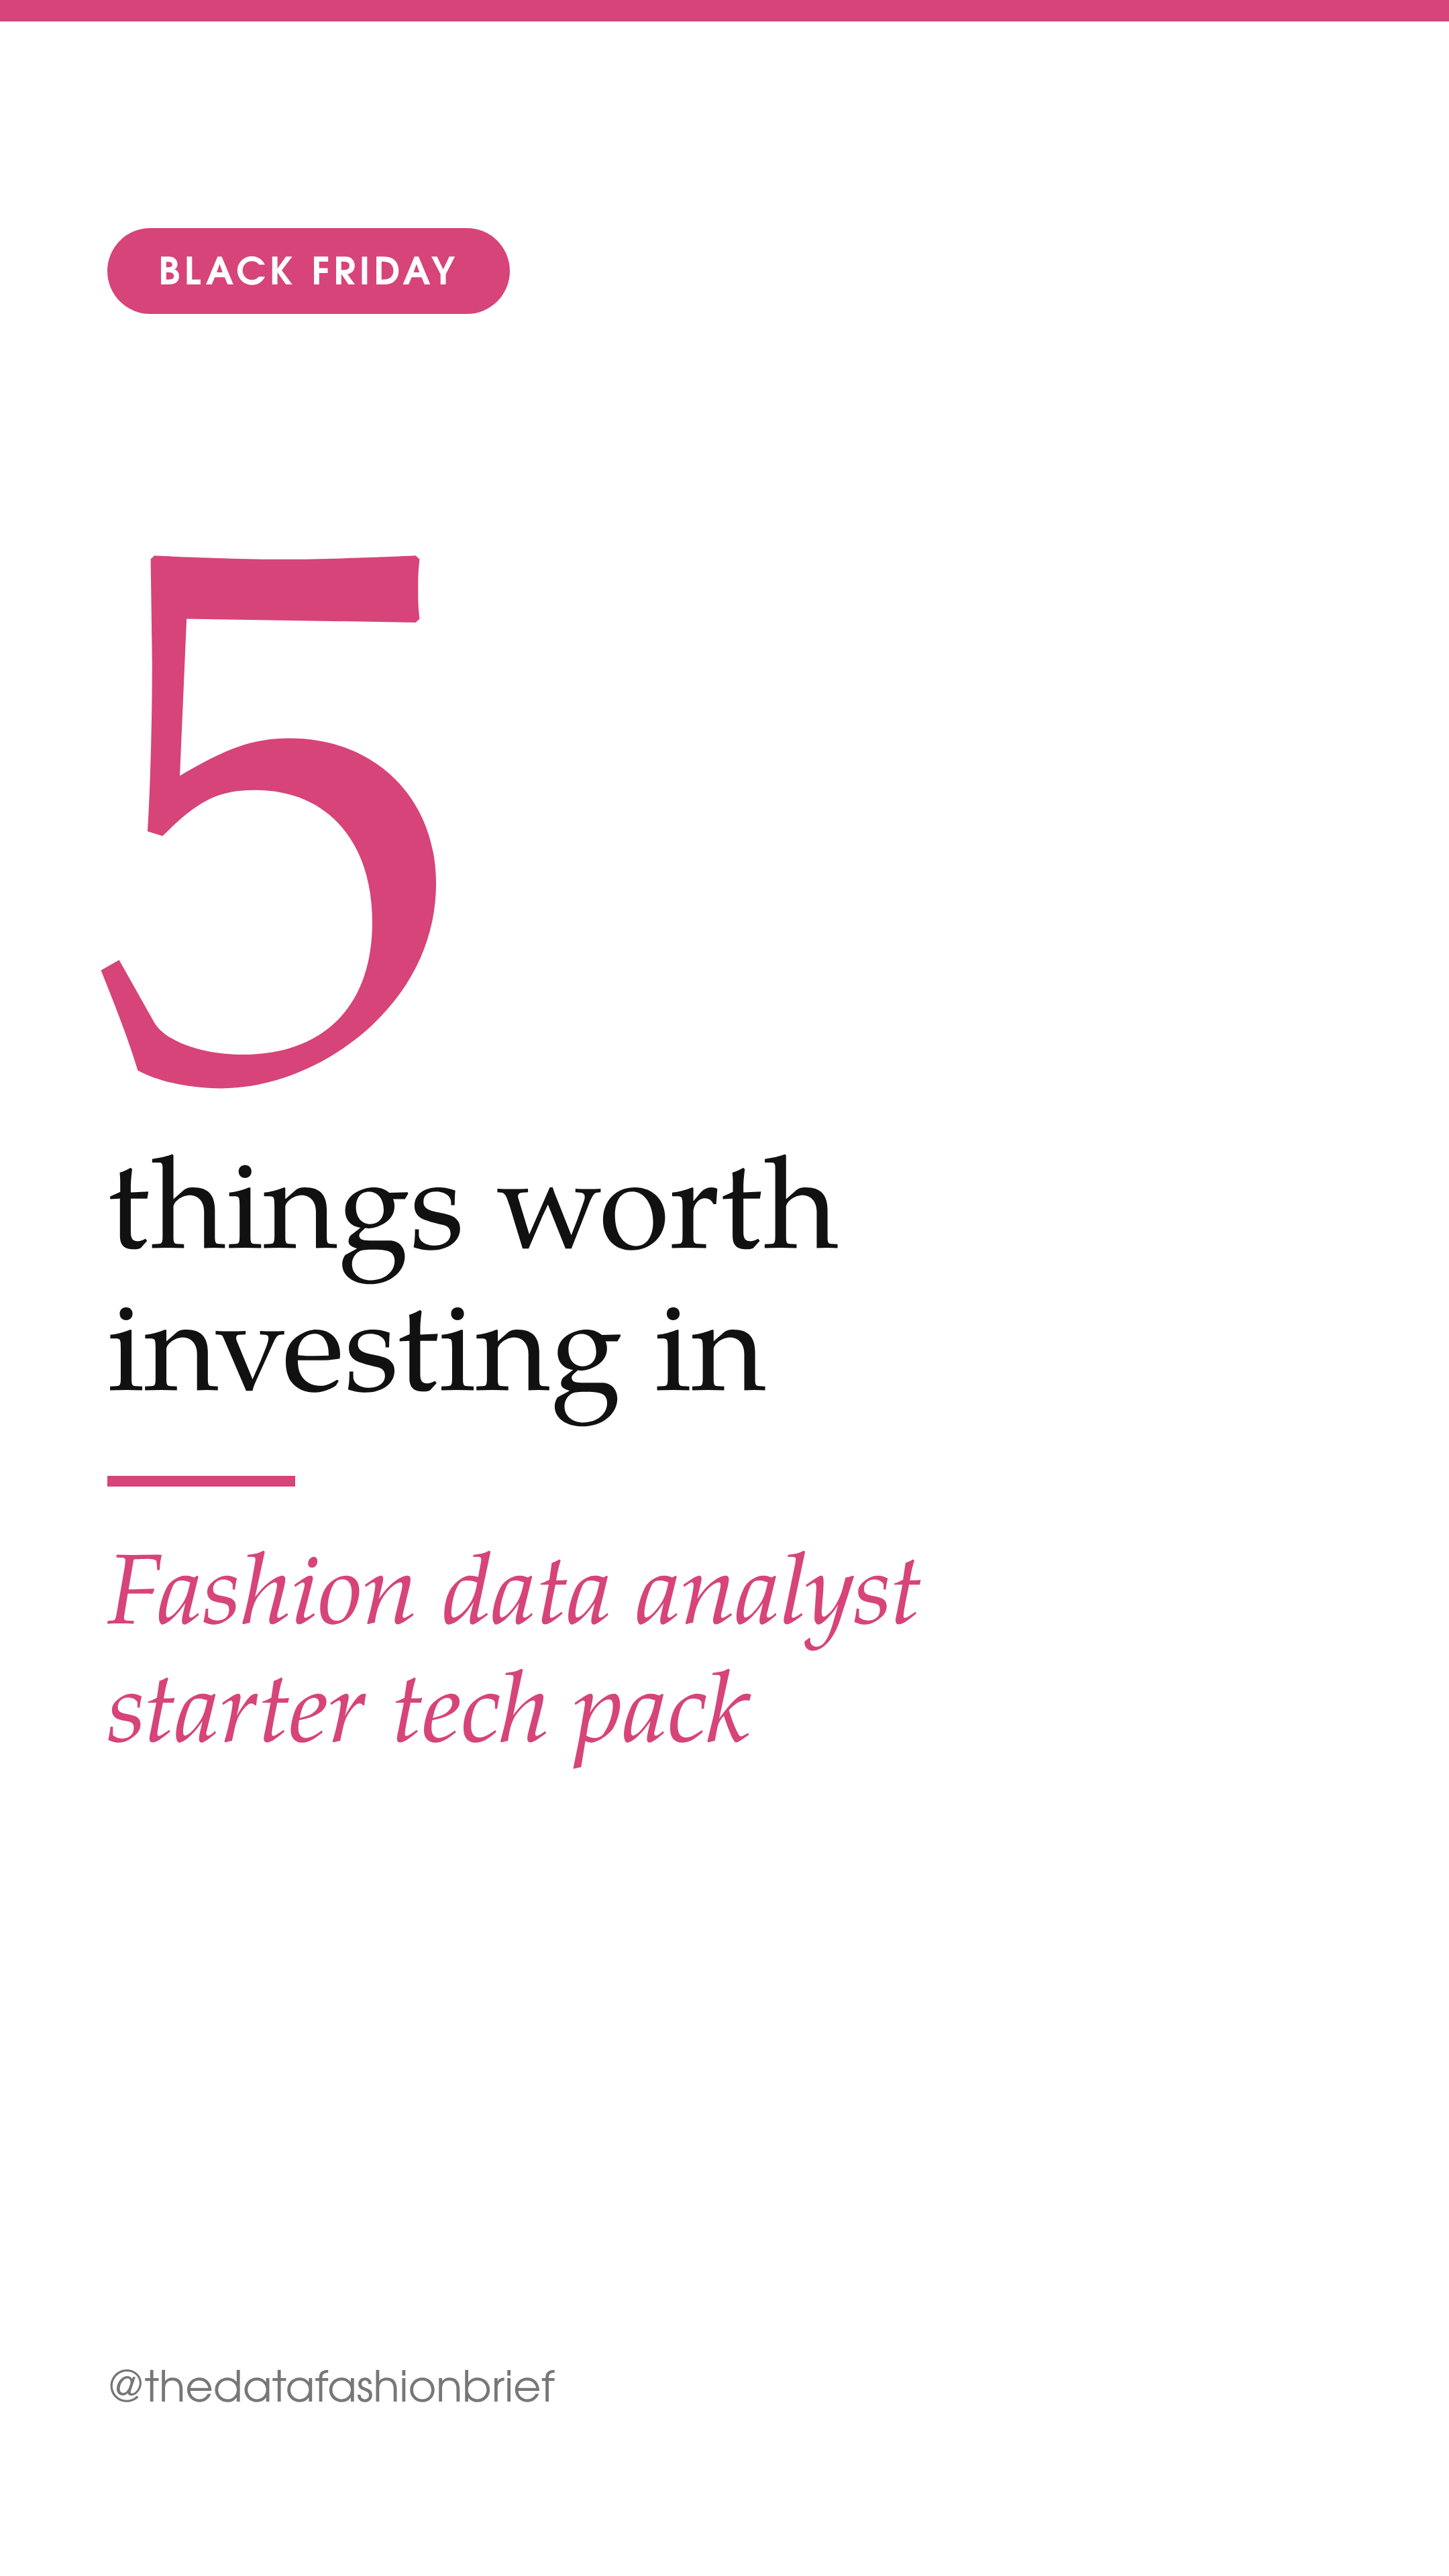 BLACK FRIDAY
5
things worth
investing in
Fashion data analyst
starter tech pack
@thedatafashionbrief